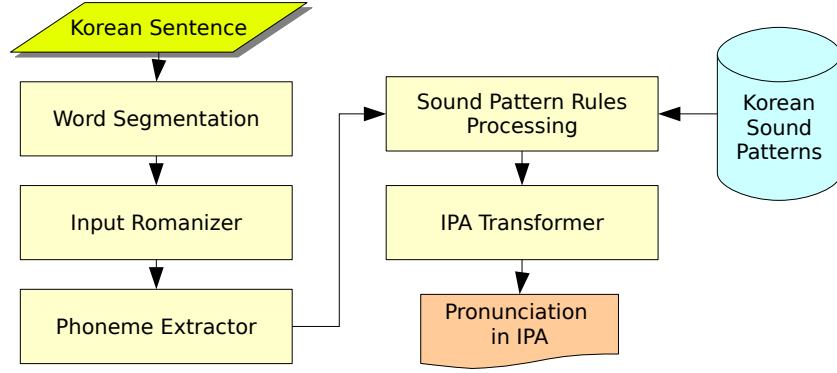 Korean Sentence
Word Segmentation
Input Romanizer
Phoneme Extractor
Sound Pattern Rules
Processing
IPA Transformer
Pronunciation
in IPA
Korean
Sound
Patterns